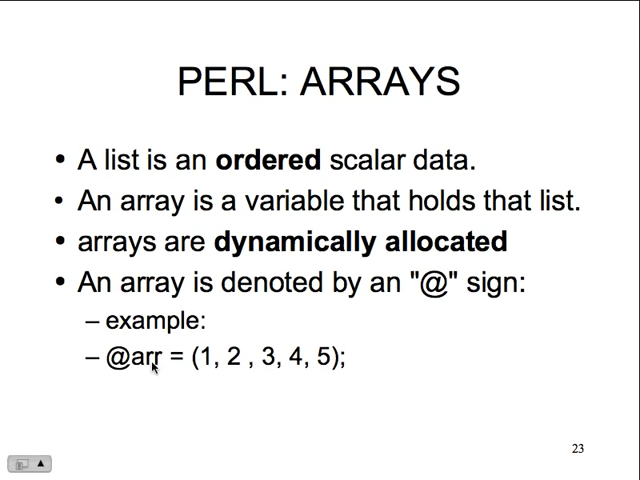 PERL: ARRAYS
• A list is an ordered scalar data.
• An array is a variable that holds that list.
• arrays are dynamically allocated
• An array is denoted by an "@" sign:
– example:
– @arr = (1, 2 , 3, 4, 5);
23